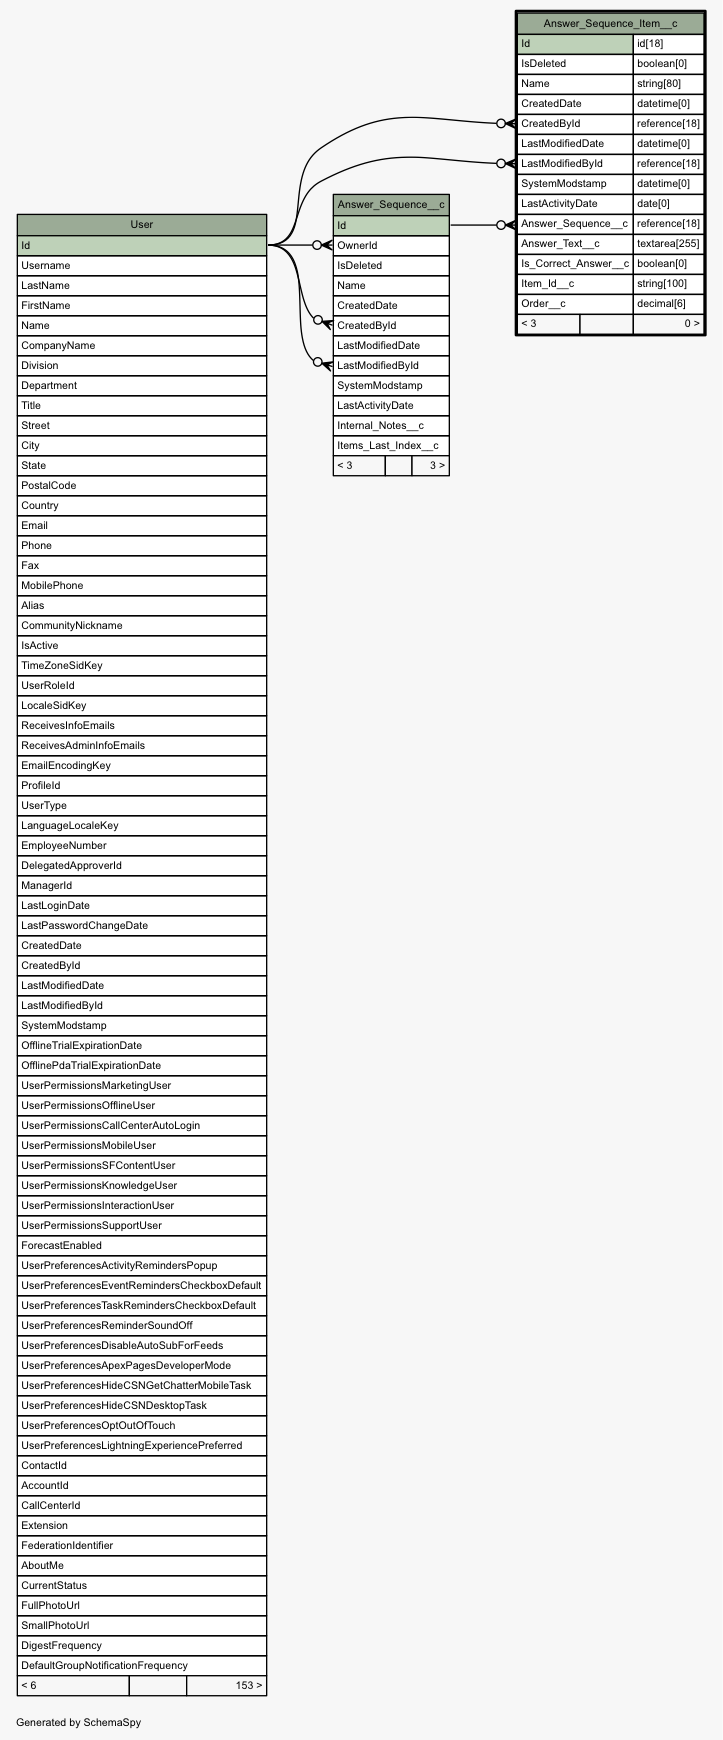 Answer_Sequence_Item__c
Id id[18]
IsDeleted boolean[0]
Name string[80]
CreatedDate datetime[0]
CreatedById reference[18]
LastModifiedDate datetime[0]
LastModifiedById reference[18]
SystemModstamp datetime[0]
LastActivityDate date[0]
Answer_Sequence__c reference[18]
Answer_Text__c textarea[255]
Is_Correct_Answer__c boolean[0]
Item_Id__c string[100]
Order__c decimal[6]
< 3 0 >
Answer_Sequence__c
Id
OwnerId
IsDeleted
Name
CreatedDate
CreatedById
LastModifiedDate
LastModifiedById
SystemModstamp
LastActivityDate
Internal_Notes__c
Items_Last_Index__c
< 3 3 >
User
Id
Username
LastName
FirstName
Name
CompanyName
Division
Department
Title
Street
City
State
PostalCode
Country
Email
Phone
Fax
MobilePhone
Alias
CommunityNickname
IsActive
TimeZoneSidKey
UserRoleId
LocaleSidKey
ReceivesInfoEmails
ReceivesAdminInfoEmails
EmailEncodingKey
ProfileId
UserType
LanguageLocaleKey
EmployeeNumber
DelegatedApproverId
ManagerId
LastLoginDate
LastPasswordChangeDate
CreatedDate
CreatedById
LastModifiedDate
LastModifiedById
SystemModstamp
OfflineTrialExpirationDate
OfflinePdaTrialExpirationDate
UserPermissionsMarketingUser
UserPermissionsOfflineUser
UserPermissionsCallCenterAutoLogin
UserPermissionsMobileUser
UserPermissionsSFContentUser
UserPermissionsKnowledgeUser
UserPermissionsInteractionUser
UserPermissionsSupportUser
ForecastEnabled
UserPreferencesActivityRemindersPopup
UserPreferencesEventRemindersCheckboxDefault
UserPreferencesTaskRemindersCheckboxDefault
UserPreferencesReminderSoundOff
UserPreferencesDisableAutoSubForFeeds
UserPreferencesApexPagesDeveloperMode
UserPreferencesHideCSNGetChatterMobileTask
UserPreferencesHideCSNDesktopTask
UserPreferencesOptOutOfTouch
UserPreferencesLightningExperiencePreferred
ContactId
AccountId
CallCenterId
Extension
FederationIdentifier
AboutMe
CurrentStatus
FullPhotoUrl
SmallPhotoUrl
DigestFrequency
DefaultGroupNotificationFrequency
< 6 153 >
Generated by SchemaSpy